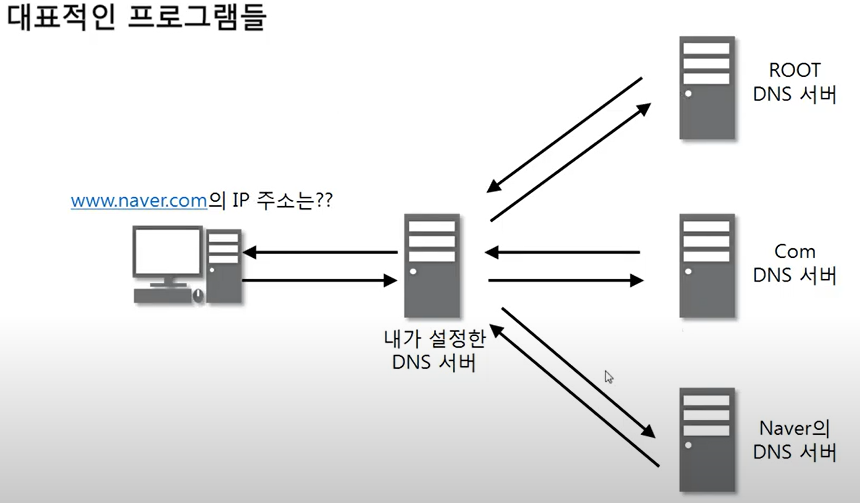 대표적인 프로그램들
ROOT
DNS 서버
www.naver.com의 IP 주소는??
Com
DNS 서버
내가 설정한
DNS 서버
Naver의
DNS 서버